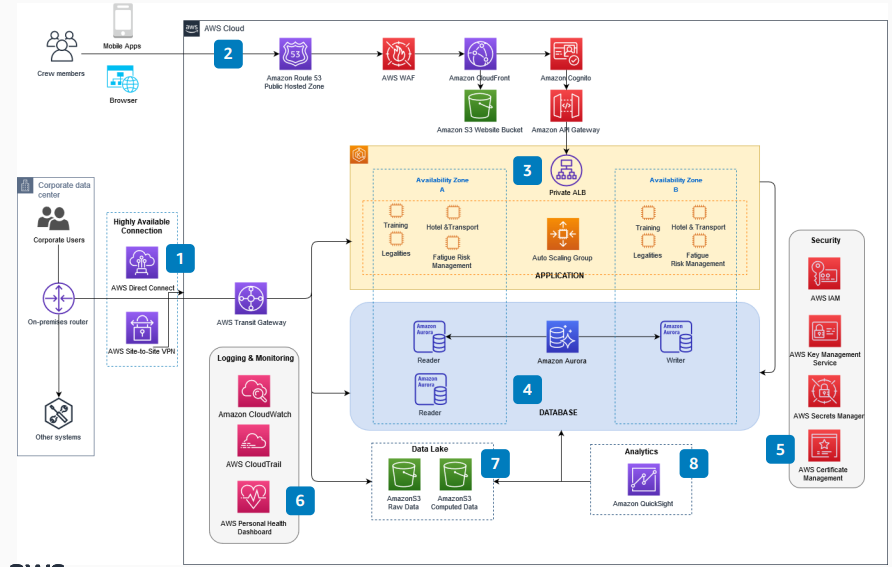 aws
AWS Cloud
Mobile Apps
Crew members
Browser
2
53
Amazon Route 53
Public Hosted Zone
AWS WAF
Amazon CloudFront
Amazon Cognito
Amazon S3 Website Bucket
Amazon API Gateway
3
Private ALB
Availability Zone
A
Availability Zone
B
Training
Hotel &Transport
Legalities
Fatigue Risk
Management
Auto Scaling Group
Training
Hotel & Transport
Legalities
Fatigue
Risk Management
APPLICATION
Corporate data
center
Corporate Users
On-premises router
Other systems
Highly Available
Connection
1
AWS Direct Connect
AWS Site-to-Site VPN
AWS Transit Gateway
Amazon
Aurora
Reader
Amazon Aurora
Amazon
Aurora
Writer
Amazon
Aurora
Reader
4
DATABASE
Logging & Monitoring
Amazon CloudWatch
AWS CloudTrail
6
AWS Personal Health
Dashboard
Data Lake
7
AmazonS3
Raw Data
AmazonS3
Computed Data
Analytics
8
Amazon QuickSight
Security
AWS IAM
AWS Key Management
Service
AWS Secrets Manager
5
AWS Certificate
Management
aws